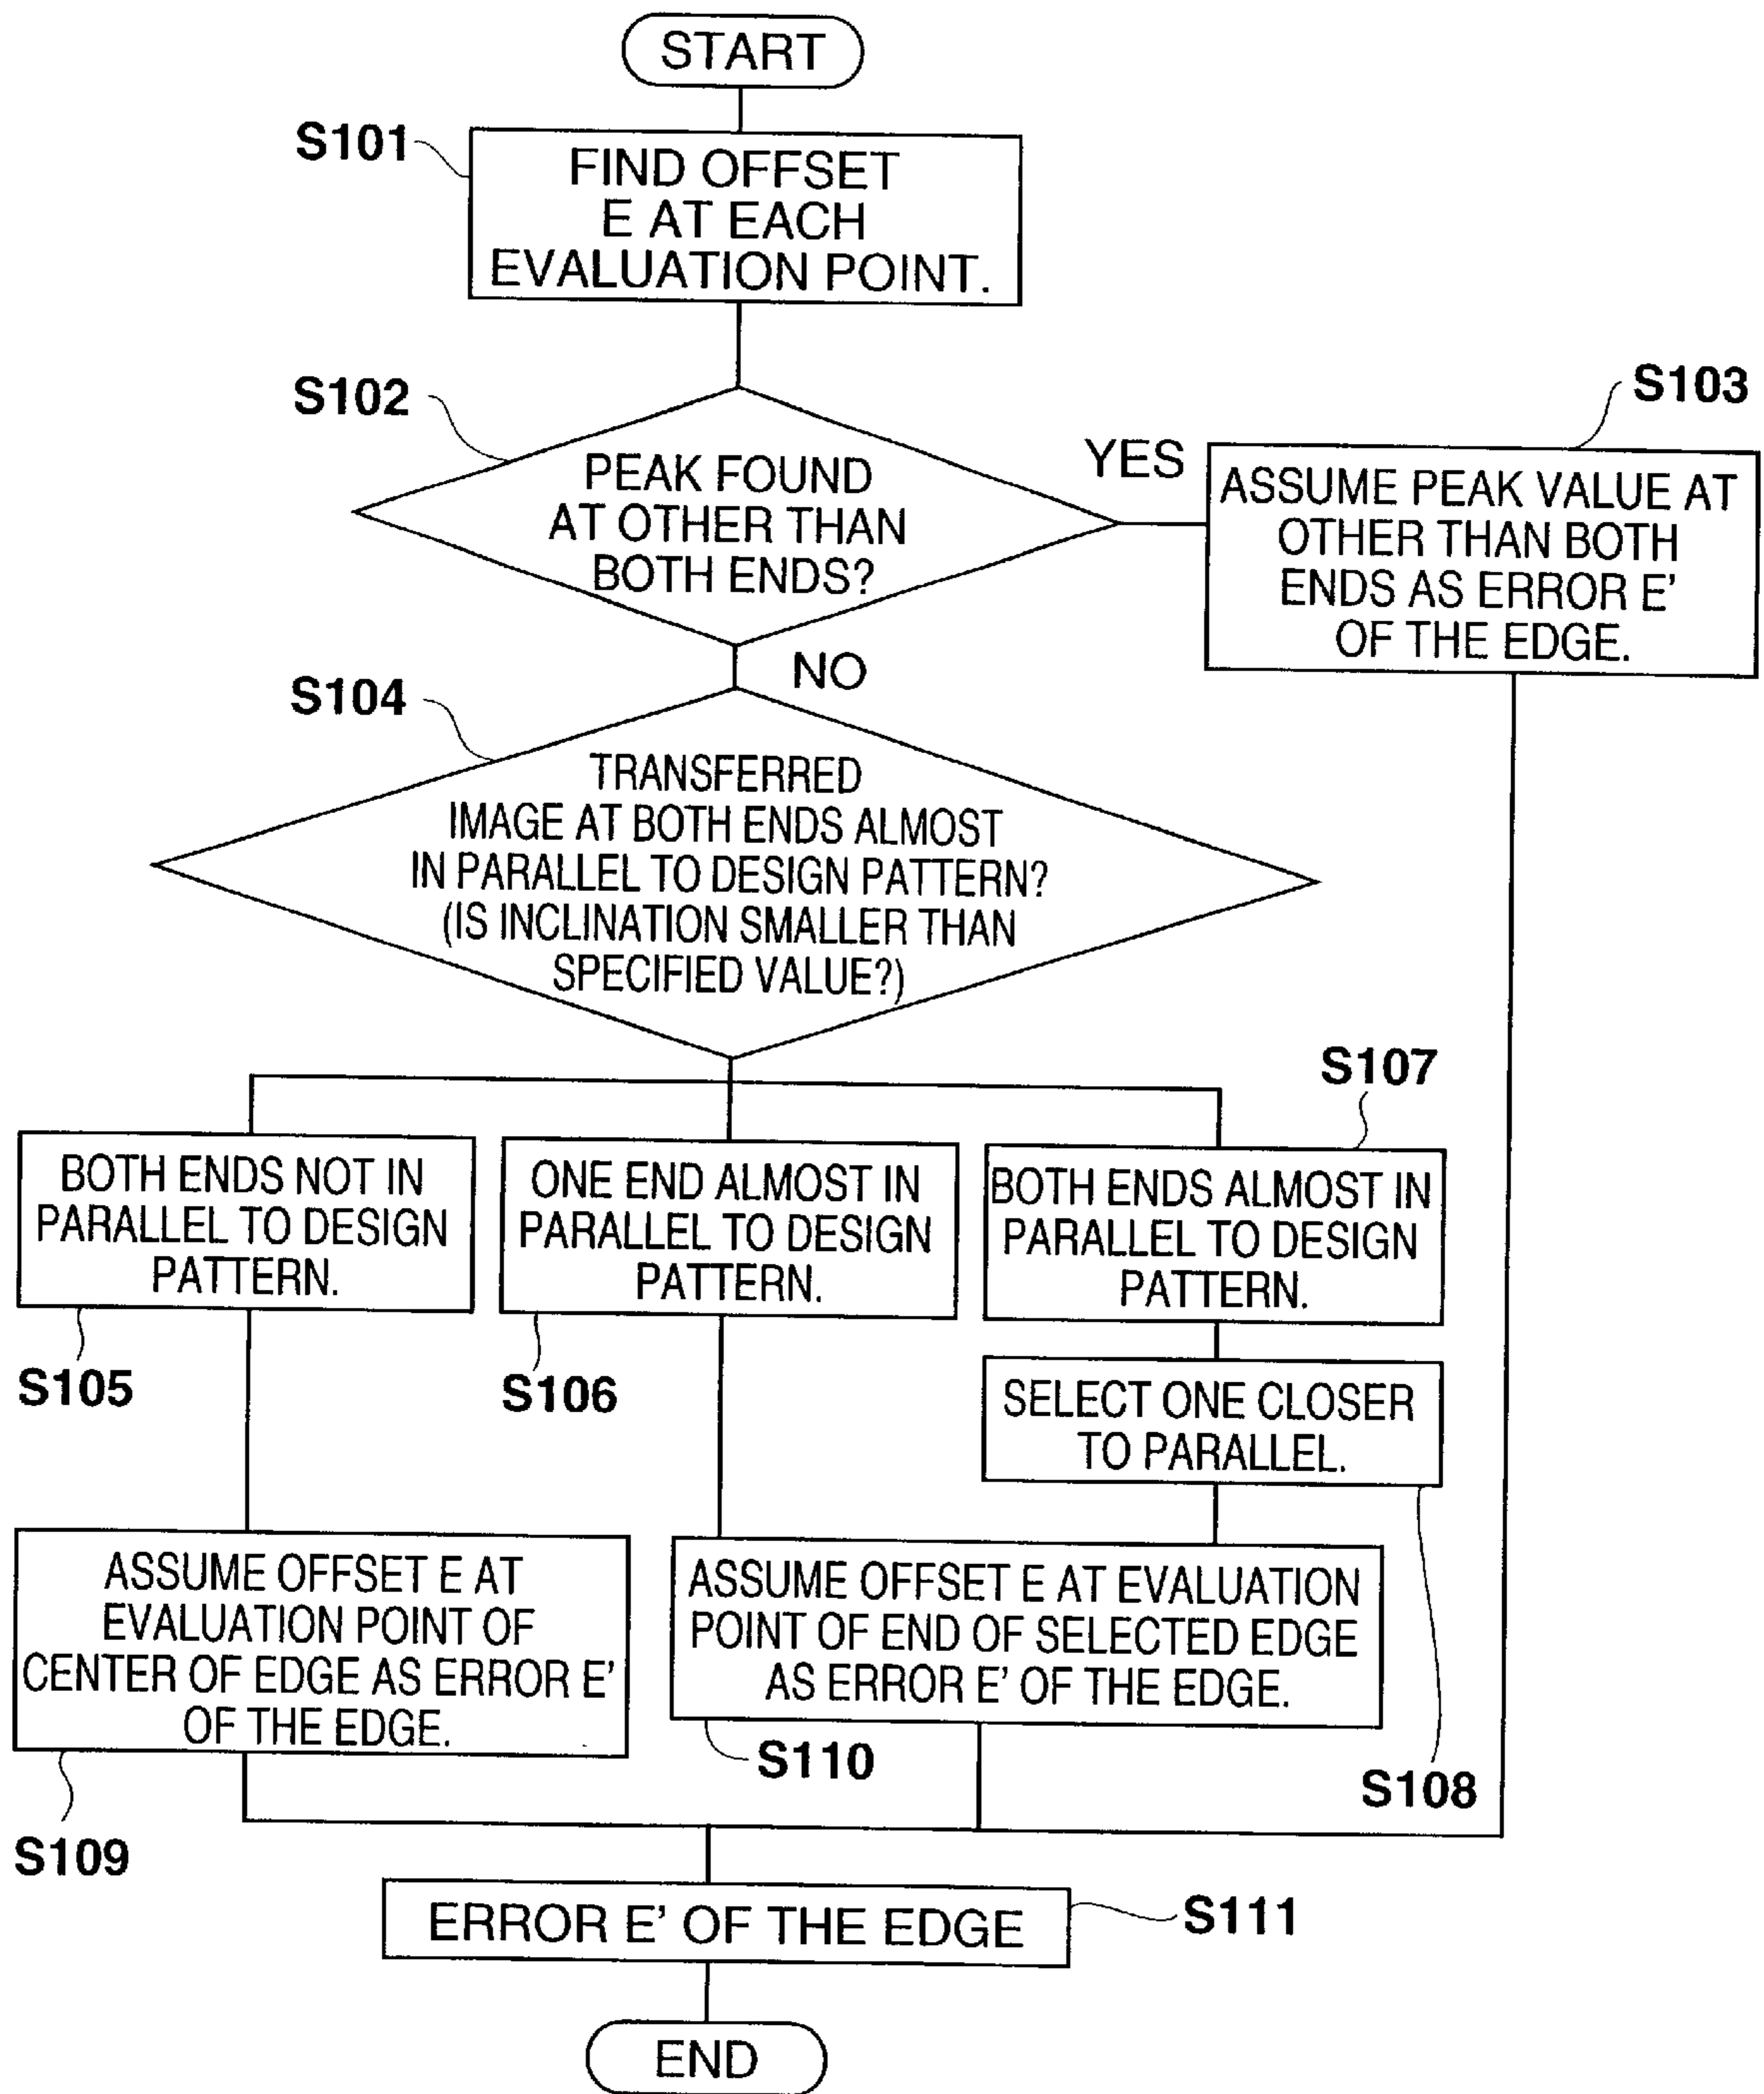 START
S101
FIND OFFSET
E AT EACH
EVALUATION POINT.
S102
PEAK FOUND
AT OTHER THAN
BOTH ENDS?
YES
S103
ASSUME PEAK VALUE AT
OTHER THAN BOTH
ENDS AS ERROR E'
OF THE EDGE.
NO
S104
TRANSFERRED
IMAGE AT BOTH ENDS ALMOST
IN PARALLEL TO DESIGN PATTERN?
(IS INCLINATION SMALLER THAN
SPECIFIED VALUE?)
BOTH ENDS NOT IN
PARALLEL TO DESIGN
PATTERN.
S105
ONE END ALMOST IN
PARALLEL TO DESIGN
PATTERN.
S106
S107
BOTH ENDS ALMOST IN
PARALLEL TO DESIGN
PATTERN.
SELECT ONE CLOSER
TO PARALLEL.
S108
ASSUME OFFSET E AT
EVALUATION POINT OF
CENTER OF EDGE AS ERROR E'
OF THE EDGE.
S109
ASSUME OFFSET E AT EVALUATION
POINT OF END OF SELECTED EDGE
AS ERROR E' OF THE EDGE.
S110
ERROR E' OF THE EDGE
S111
END